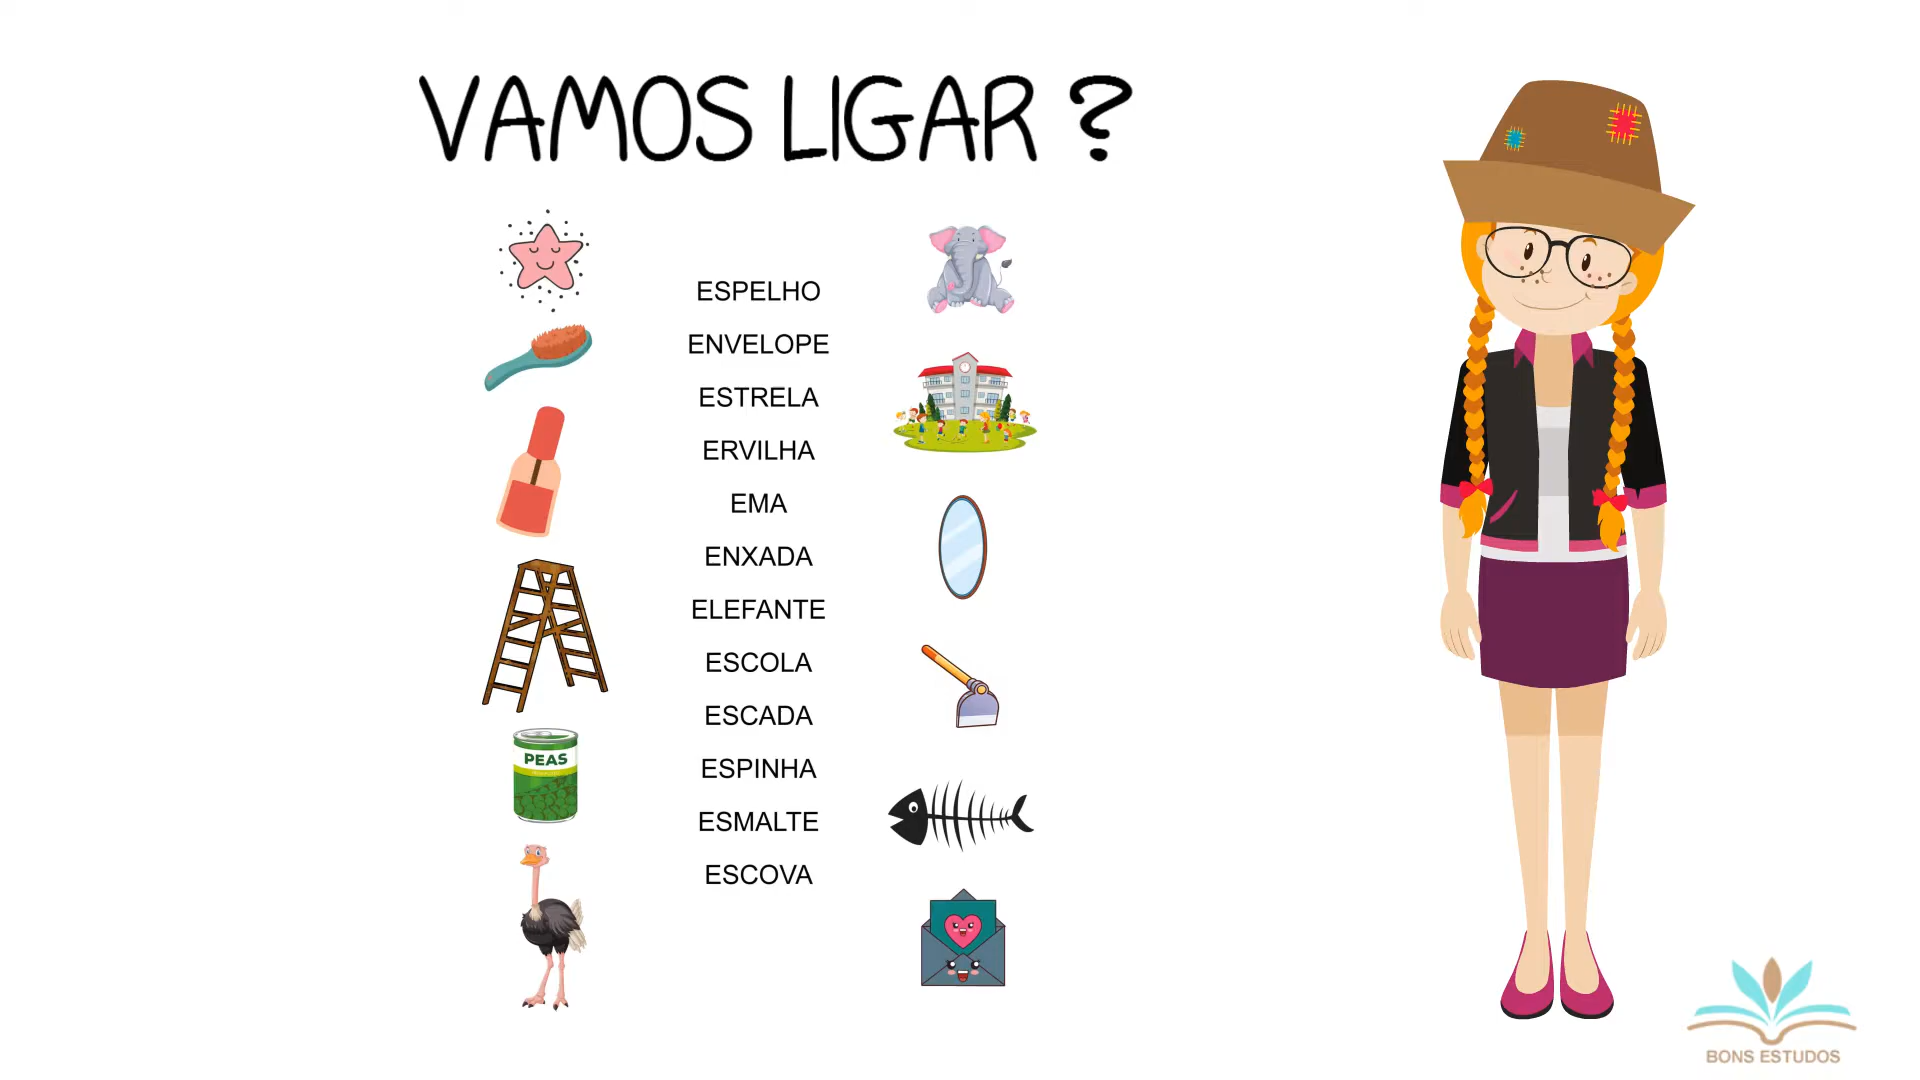 VAMOS LIGAR ?
ESPELHO
ENVELOPE
ESTRELA
ERVILHA
EMA
ENXADA
ELEFANTE
ESCOLA
ESCADA
ESPINHA
ESMALTE
ESCOVA
PEAS
BONS ESTUDOS